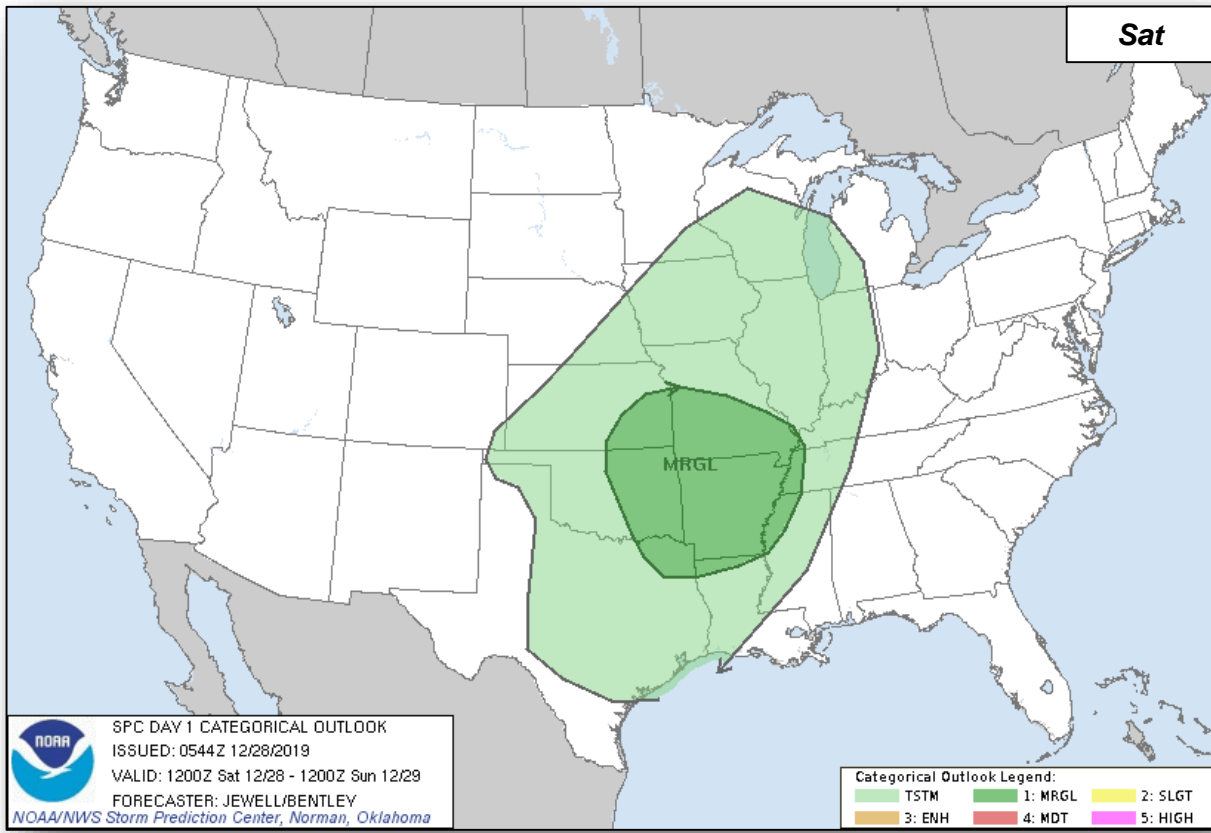 Sat
MRGL
NOAA
SPC DAY 1 CATEGORICAL OUTLOOK
ISSUED: 0544Z 12/28/2019
VALID: 1200Z Sat 12/28 - 1200Z Sun 12/29
FORECASTER: JEWELL/BENTLEY
NOAA/NWS Storm Prediction Center, Norman, Oklahoma
Categorical Outlook Legend:
TSTM 1: MRGL 2: SLGT
3: ENH 4: MDT 5: HIGH